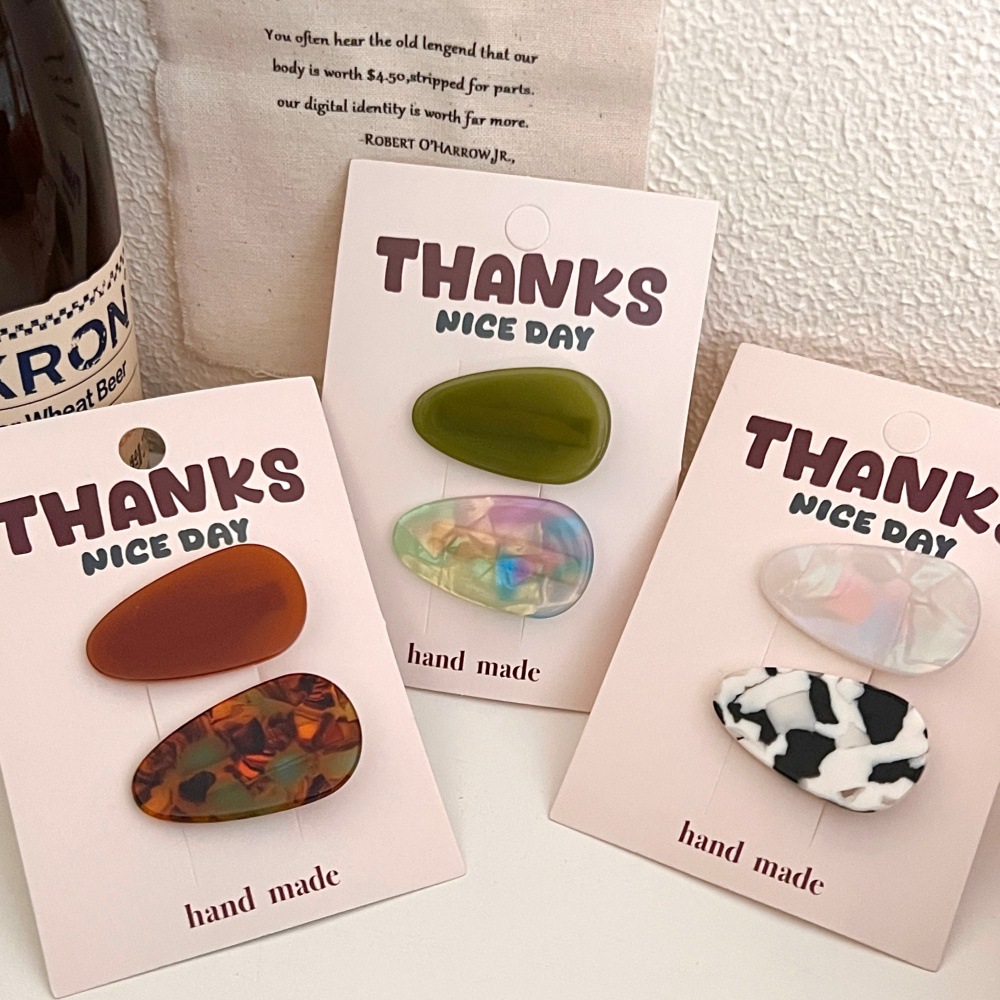 You often hear the old lengend that our
body is worth $4.50,stripped for parts.
our digital identity is worth far more.
-ROBERT O'HARROW,JR.,
THANKS
NICE DAY
hand made
KRON
Wheat Beer
THANKS
NICE DAY
hand made
THANKS
NICE DAY
hand made